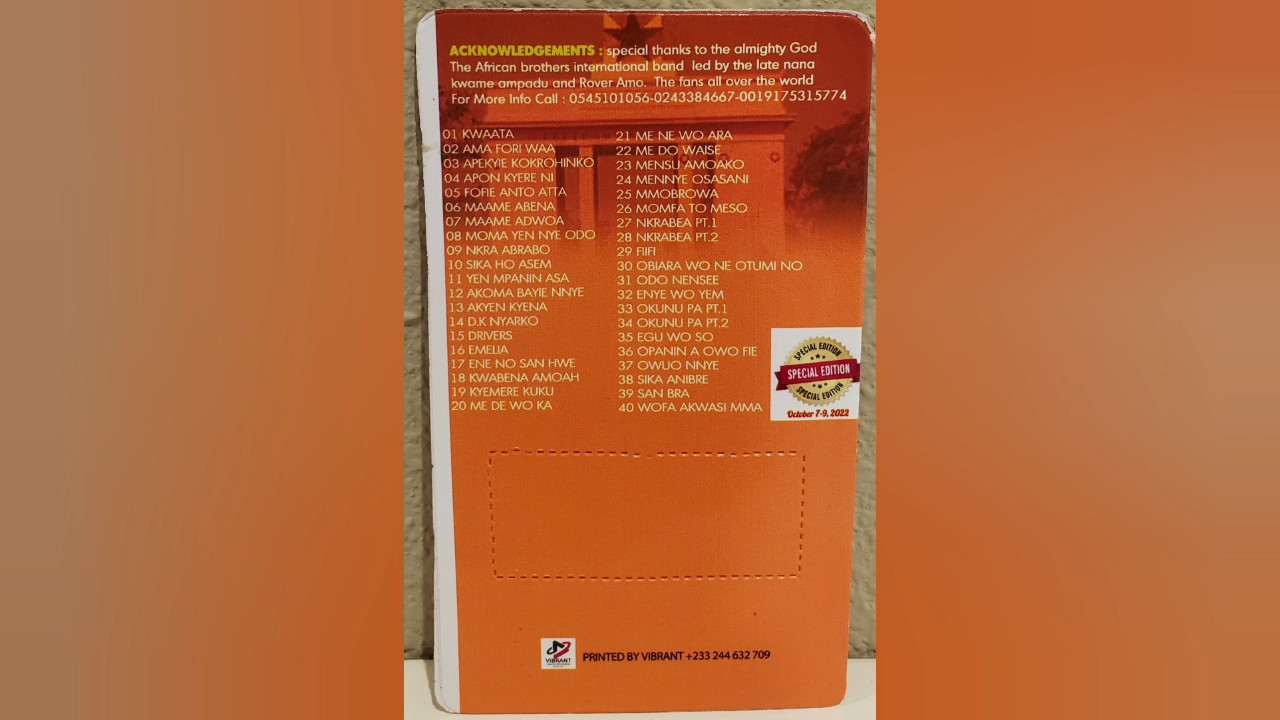 ACKNOWLEDGEMENTS : special thanks to the almighty God
The African brothers international band led by the late nana
kwame ampadu and Rover Amo. The fans all over the world
For More Info Call : 0545101056-0243384667-0019175315774
01 KWAATA
02 AMA FORI WAA
03 APEKYIE KOKROHINKO
04 APON KYERE NI
05 FOFIE ANTO ATTA
06 MAAME ABENA
07 MAAME ADWOA
08 MOMA YEN NYE ODO
09 NKRA ABRABO
10 SIKA HO ASEM
11 YEN MPANIN ASA
12 AKOMA BAYIE NNYE
13 AKYEN KYENA
14 D.K NYARKO
15 DRIVERS
16 EMELIA
17 ENE NO SAN HWE
18 KWABENA AMOAH
19 KYEMERE KUKU
20 ME DE WO KA
21 ME NE WO ARA
22 ME DO WAISE
23 MENSU AMOAKO
24 MENNYE OSASANI
25 MMOBROWA
26 MOMFA TO MESO
27 NKRABEA PT.1
28 NKRABEA PT.2
29 FIIFI
30 OBIARA WO NE OTUMI NO
31 ODO NENSEE
32 ENYE WO YEM
33 OKUNU PA PT.1
34 OKUNU PA PT.2
35 EGU WO SO
36 OPANIN A OWO FIE
37 OWUO NNYE
38 SIKA ANIBRE
39 SAN BRA
40 WOFA AKWASI MMA
SPECIAL EDITION
SPECIAL EDITION
SPECIAL EDITION
October 7-9, 2022
VIBRANT
PRINTED BY VIBRANT +233 244 632 709